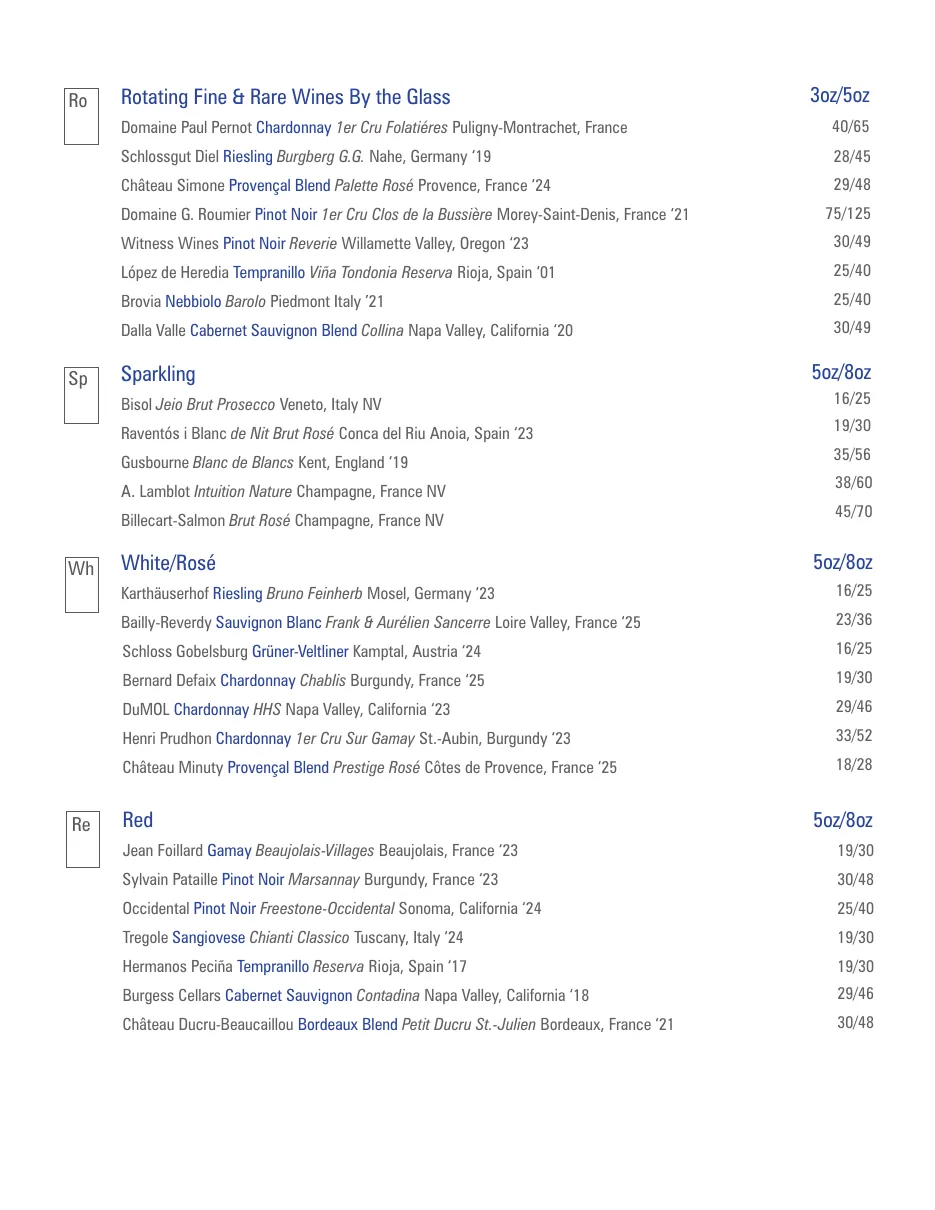 Ro
Rotating Fine & Rare Wines By the Glass 3oz/5oz
Domaine Paul Pernot Chardonnay 1er Cru Folatiéres Puligny-Montrachet, France 40/65
Schlossgut Diel Riesling Burgberg G.G. Nahe, Germany ‘19 28/45
Château Simone Provençal Blend Palette Rosé Provence, France ‘24 29/48
Domaine G. Roumier Pinot Noir 1er Cru Clos de la Bussière Morey-Saint-Denis, France ‘21 75/125
Witness Wines Pinot Noir Reverie Willamette Valley, Oregon ‘23 30/49
López de Heredia Tempranillo Viña Tondonia Reserva Rioja, Spain ‘01 25/40
Brovia Nebbiolo Barolo Piedmont Italy ‘21 25/40
Dalla Valle Cabernet Sauvignon Blend Collina Napa Valley, California ‘20 30/49
Sp
Sparkling 5oz/8oz
Bisol Jeio Brut Prosecco Veneto, Italy NV 16/25
Raventós i Blanc de Nit Brut Rosé Conca del Riu Anoia, Spain ‘23 19/30
Gusbourne Blanc de Blancs Kent, England ‘19 35/56
A. Lamblot Intuition Nature Champagne, France NV 38/60
Billecart-Salmon Brut Rosé Champagne, France NV 45/70
Wh
White/Rosé 5oz/8oz
Karthäuserhof Riesling Bruno Feinherb Mosel, Germany ‘23 16/25
Bailly-Reverdy Sauvignon Blanc Frank & Aurélien Sancerre Loire Valley, France ‘25 23/36
Schloss Gobelsburg Grüner-Veltliner Kamptal, Austria ‘24 16/25
Bernard Defaix Chardonnay Chablis Burgundy, France ‘25 19/30
DuMOL Chardonnay HHS Napa Valley, California ‘23 29/46
Henri Prudhon Chardonnay 1er Cru Sur Gamay St.-Aubin, Burgundy ‘23 33/52
Château Minuty Provençal Blend Prestige Rosé Côtes de Provence, France ‘25 18/28
Re
Red 5oz/8oz
Jean Foillard Gamay Beaujolais-Villages Beaujolais, France ‘23 19/30
Sylvain Pataille Pinot Noir Marsannay Burgundy, France ‘23 30/48
Occidental Pinot Noir Freestone-Occidental Sonoma, California ‘24 25/40
Tregole Sangiovese Chianti Classico Tuscany, Italy ‘24 19/30
Hermanos Peciña Tempranillo Reserva Rioja, Spain ‘17 19/30
Burgess Cellars Cabernet Sauvignon Contadina Napa Valley, California ‘18 29/46
Château Ducru-Beaucaillou Bordeaux Blend Petit Ducru St.-Julien Bordeaux, France ‘21 30/48